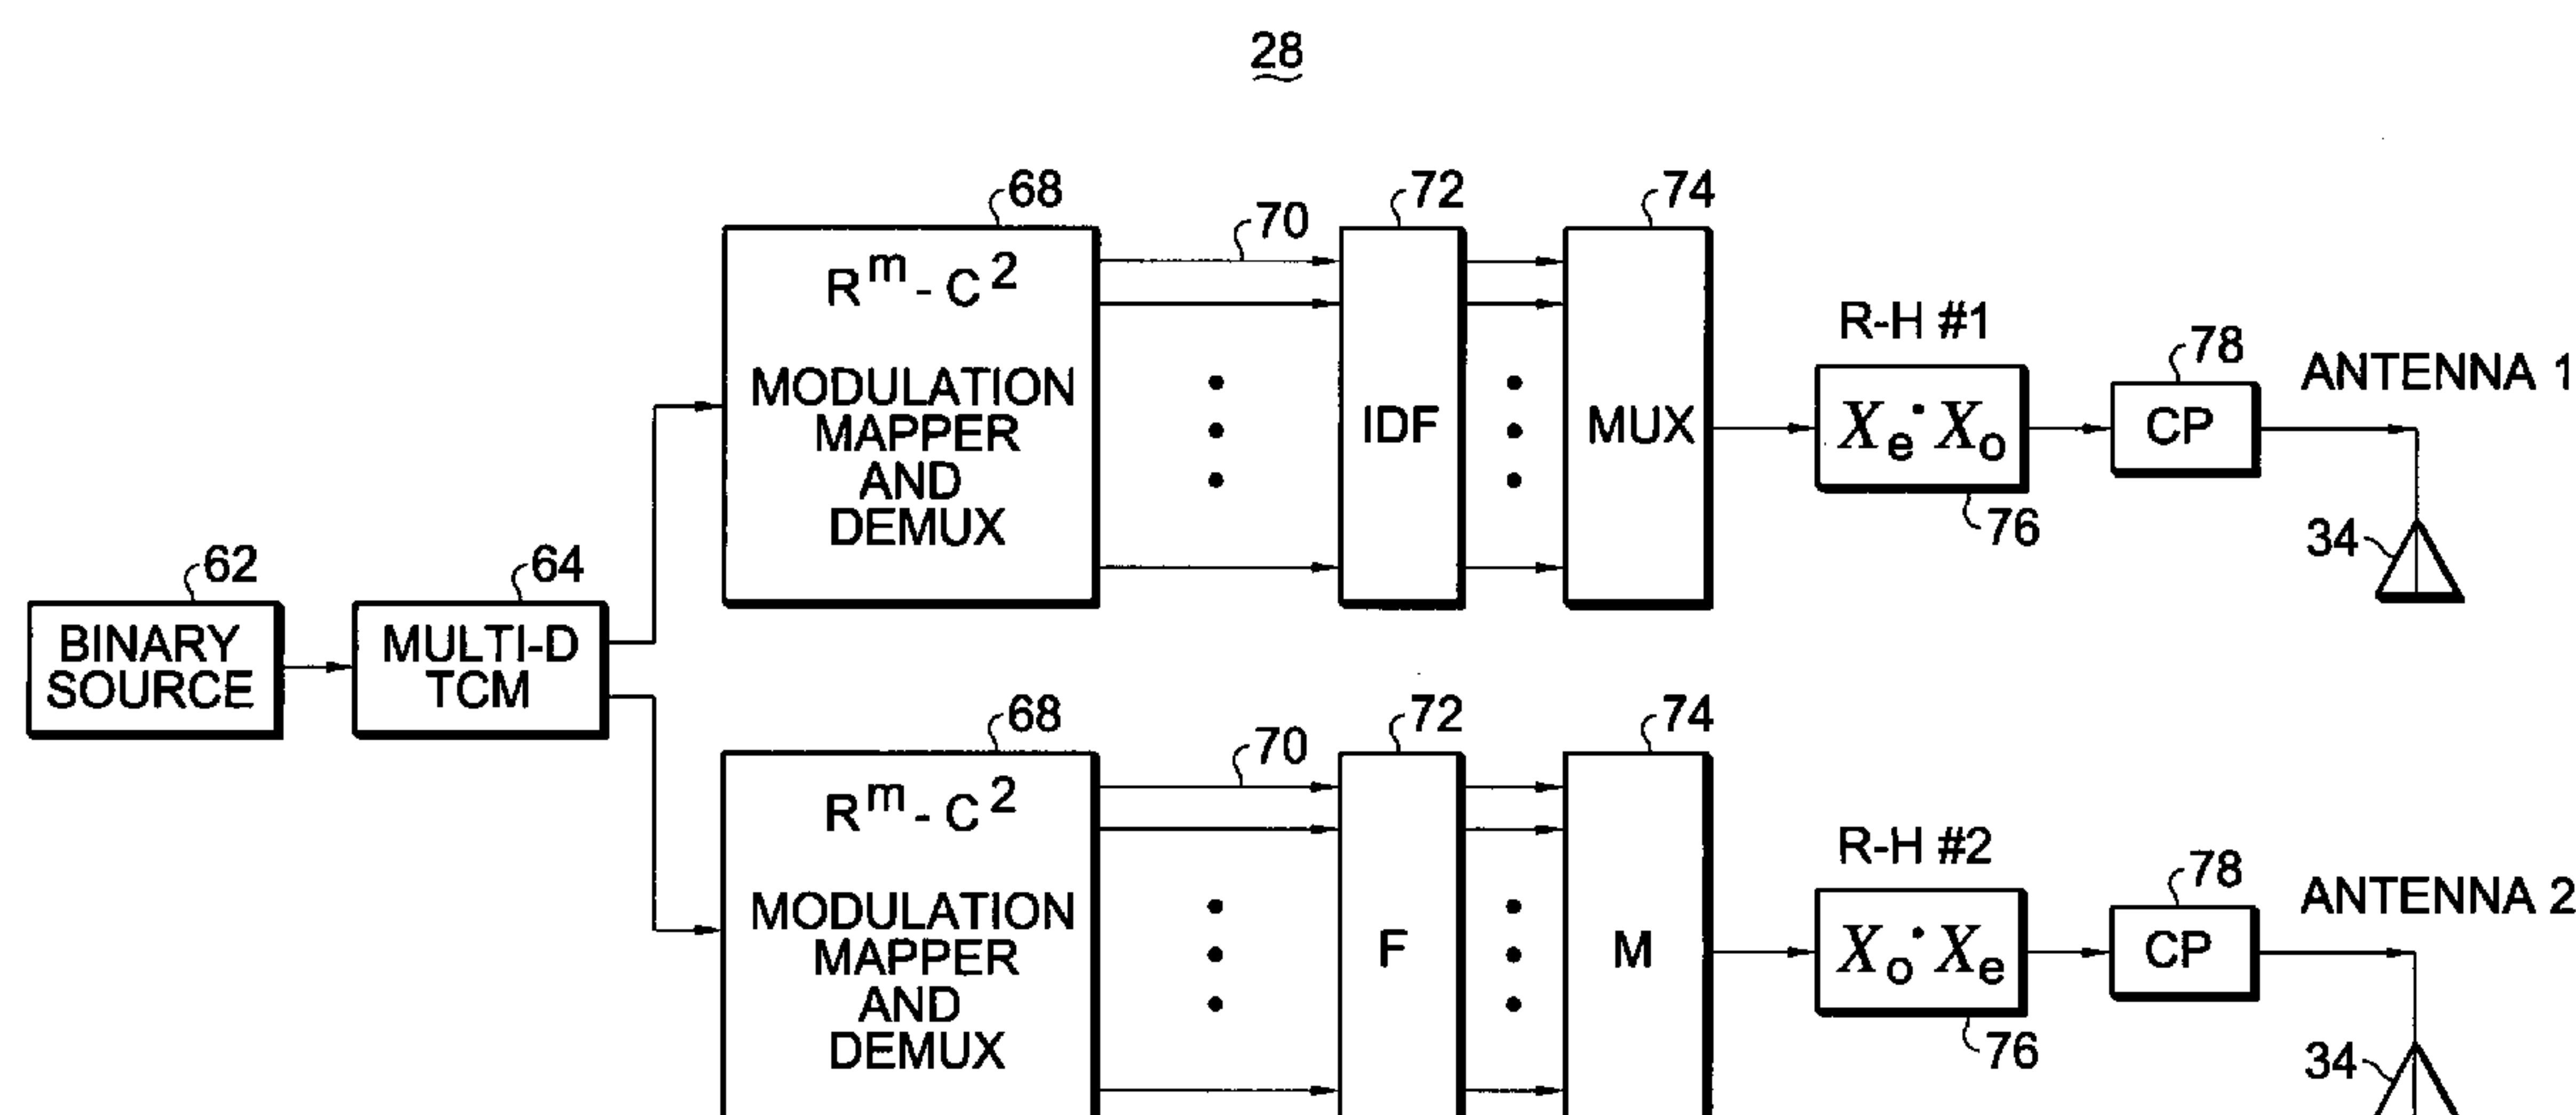 28
68
70
72
74
R^m - C^2
MODULATION
MAPPER
AND
DEMUX
IDF
MUX
R-H #1
X_e · X_o
76
78
CP
ANTENNA 1
34
62
BINARY
SOURCE
64
MULTI-D
TCM
68
70
72
74
R^m - C^2
MODULATION
MAPPER
AND
DEMUX
F
M
R-H #2
X_o · X_e
76
78
CP
ANTENNA 2
34